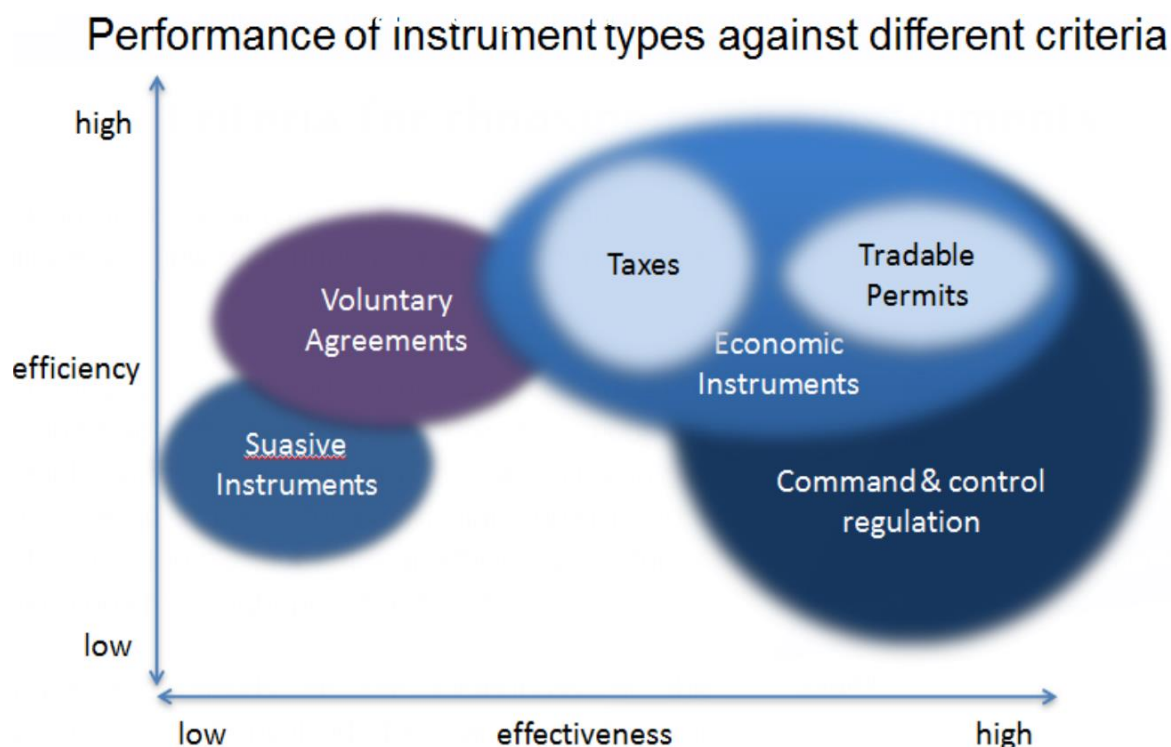 Performance of instrument types against different criteria
high
Taxes
Tradable
Permits
Voluntary
Agreements
Economic
Instruments
efficiency
Suasive
Instruments
Command & control
regulation
low
low
effectiveness
high